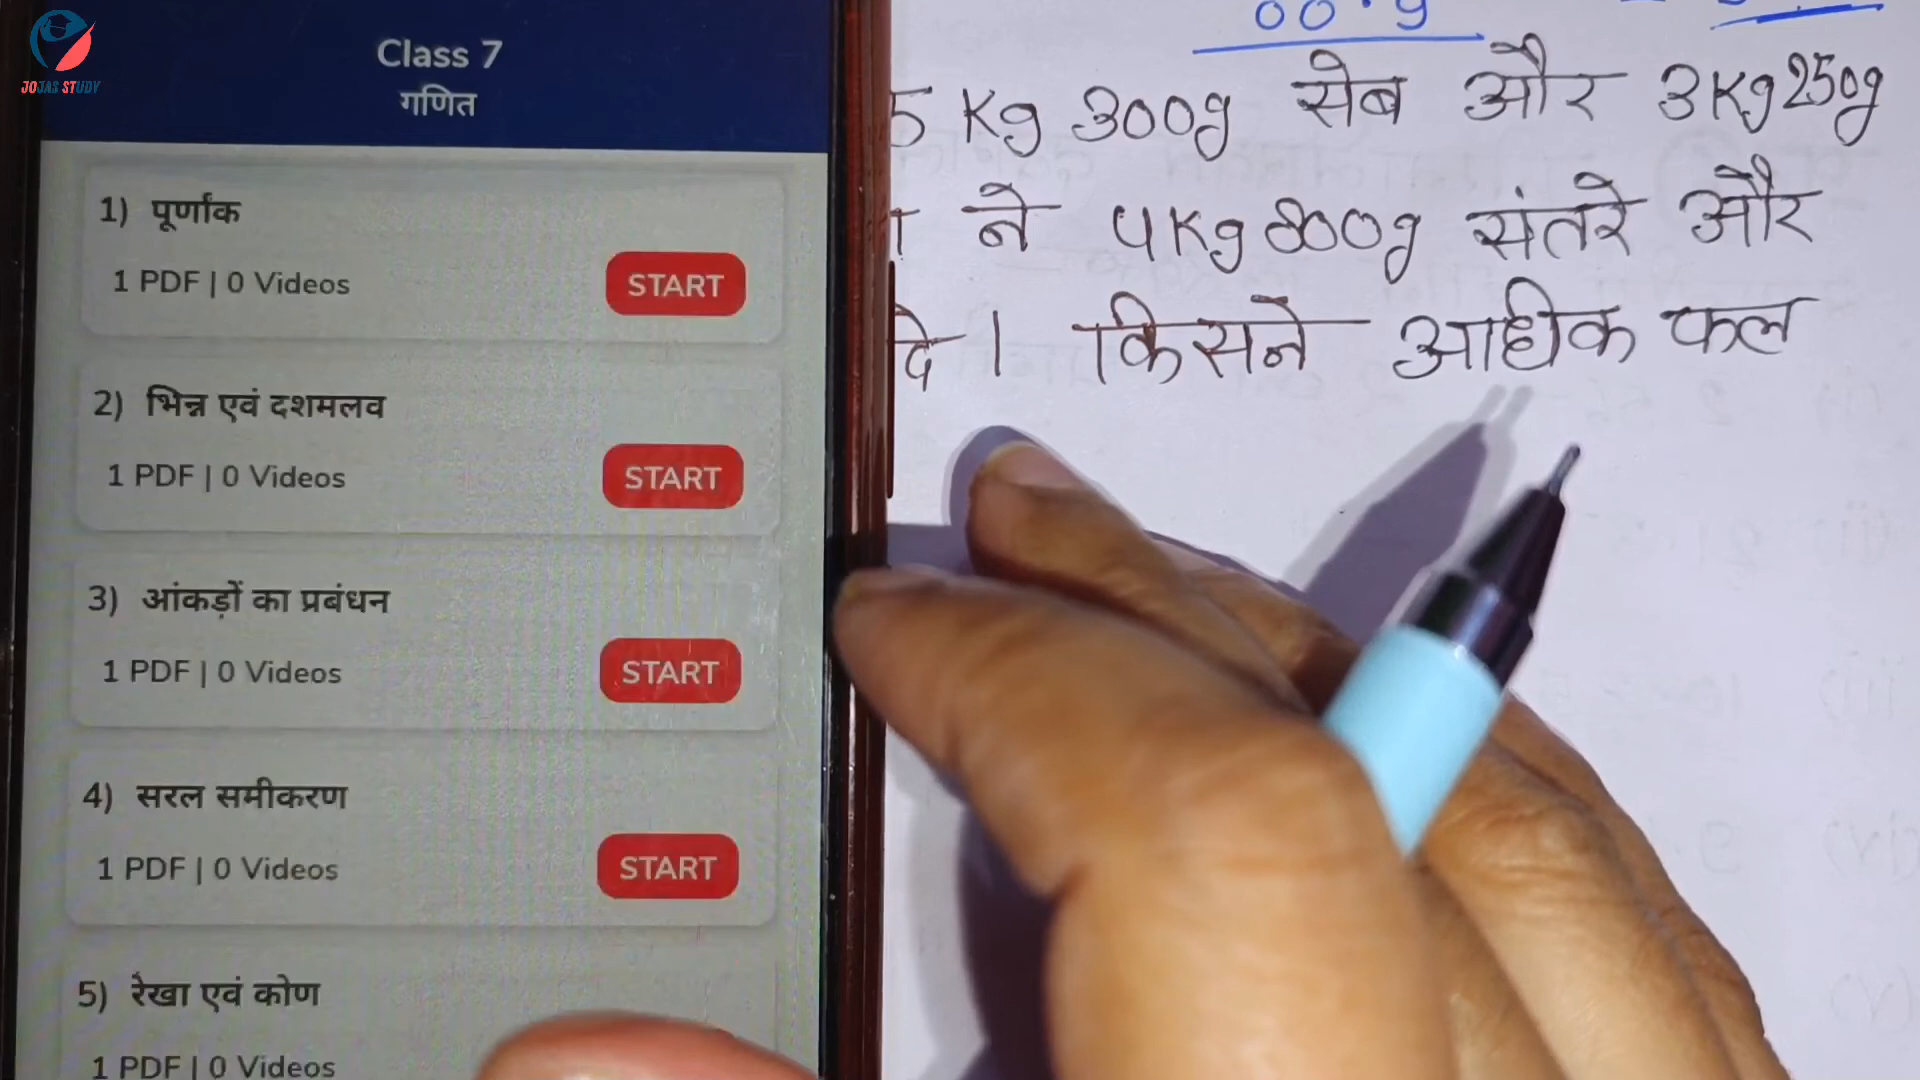 JOJAS STUDY
Class 7
गणित
1) पूर्णांक
1 PDF | 0 Videos
START
2) भिन्न एवं दशमलव
1 PDF | 0 Videos
START
3) आंकड़ों का प्रबंधन
1 PDF | 0 Videos
START
4) सरल समीकरण
1 PDF | 0 Videos
START
5) रेखा एवं कोण
1 PDF | 0 Videos
5 Kg 300g सेब और 3Kg 250g
ने 4Kg 800g संतरे और
। किसने अधिक फल